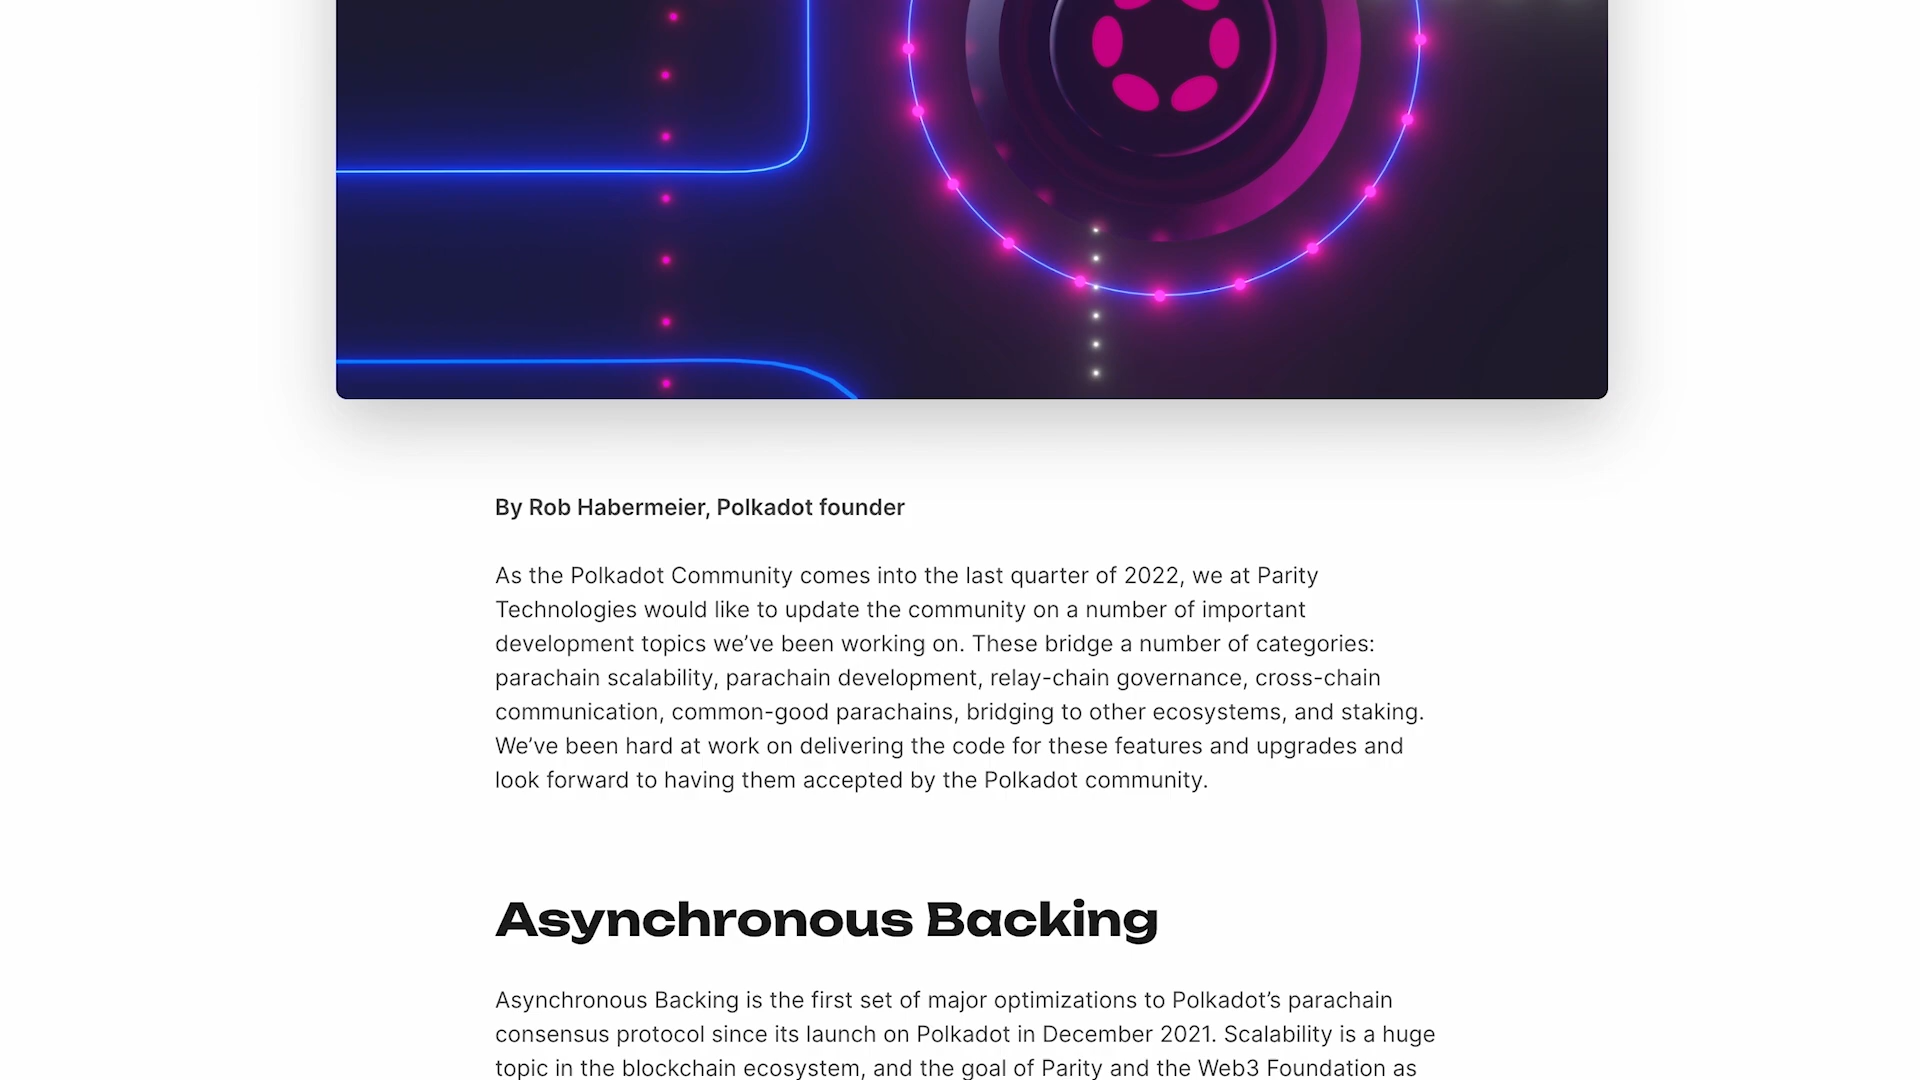 By Rob Habermeier, Polkadot founder
As the Polkadot Community comes into the last quarter of 2022, we at Parity
Technologies would like to update the community on a number of important
development topics we’ve been working on. These bridge a number of categories:
parachain scalability, parachain development, relay-chain governance, cross-chain
communication, common-good parachains, bridging to other ecosystems, and staking.
We’ve been hard at work on delivering the code for these features and upgrades and
look forward to having them accepted by the Polkadot community.
Asynchronous Backing
Asynchronous Backing is the first set of major optimizations to Polkadot’s parachain
consensus protocol since its launch on Polkadot in December 2021. Scalability is a huge
topic in the blockchain ecosystem, and the goal of Parity and the Web3 Foundation as